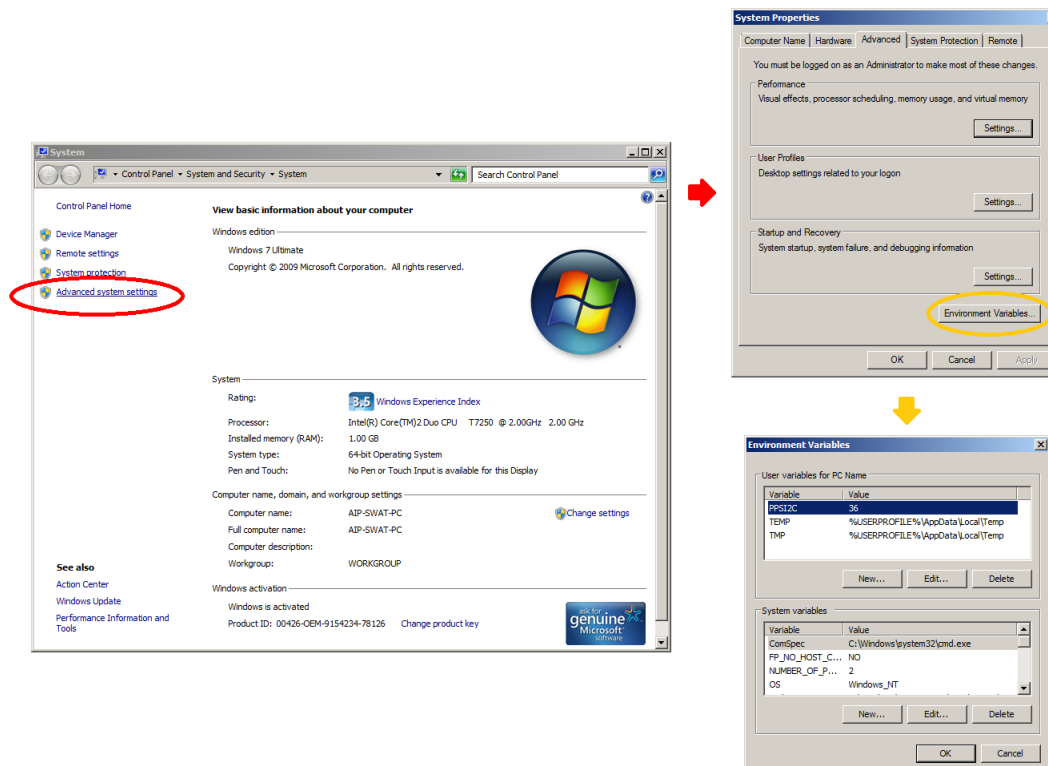 System
Control Panel System and Security System
Search Control Panel
Control Panel Home
Device Manager
Remote settings
System protection
Advanced system settings
See also
Action Center
Windows Update
Performance Information and
Tools
View basic information about your computer
Windows edition
Windows 7 Ultimate
Copyright © 2009 Microsoft Corporation. All rights reserved.
System
Rating: 3,5 Windows Experience Index
Processor: Intel(R) Core(TM)2 Duo CPU T7250 @ 2.00GHz 2.00 GHz
Installed memory (RAM): 1.00 GB
System type: 64-bit Operating System
Pen and Touch: No Pen or Touch Input is available for this Display
Computer name, domain, and workgroup settings
Computer name: AIP-SWAT-PC Change settings
Full computer name: AIP-SWAT-PC
Computer description:
Workgroup: WORKGROUP
Windows activation
Windows is activated
Product ID: 00426-OEM-9154234-78126 Change product key
ask for
genuine
Microsoft
software
System Properties
Computer Name Hardware Advanced System Protection Remote
You must be logged on as an Administrator to make most of these changes.
Performance
Visual effects, processor scheduling, memory usage, and virtual memory
Settings...
User Profiles
Desktop settings related to your logon
Settings...
Startup and Recovery
System startup, system failure, and debugging information
Settings...
Environment Variables...
OK Cancel Apply
Environment Variables
User variables for PC Name
Variable Value
PPSI2C 36
TEMP %USERPROFILE%\AppData\Local\Temp
TMP %USERPROFILE%\AppData\Local\Temp
New... Edit... Delete
System variables
Variable Value
ComSpec C:\Windows\system32\cmd.exe
FP_NO_HOST_C... NO
NUMBER_OF_P... 2
OS Windows_NT
New... Edit... Delete
OK Cancel